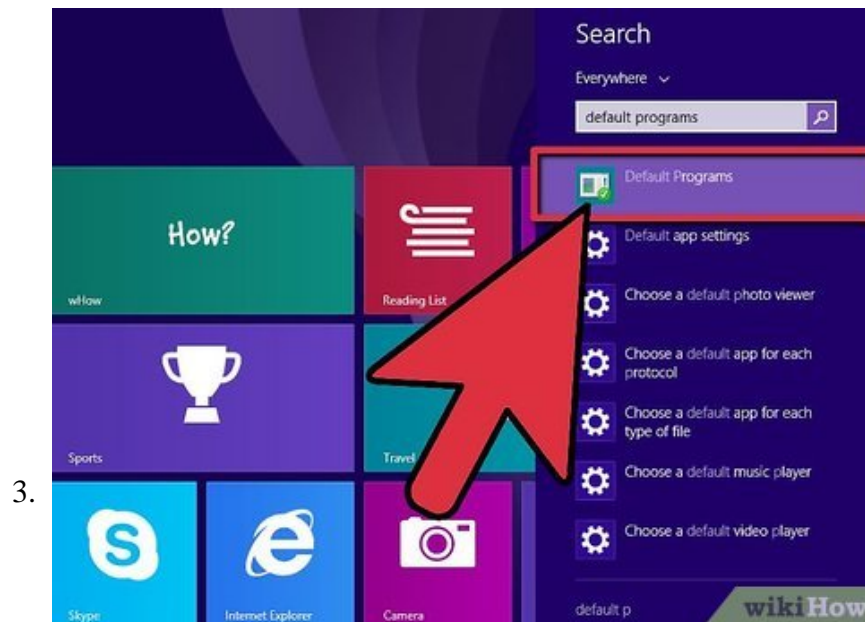 Search
Everywhere
default programs
Default Programs
Default app settings
Choose a default photo viewer
Choose a default app for each
protocol
Choose a default app for each
type of file
Choose a default music player
Choose a default video player
default p
How?
wHow
Reading List
Sports
Travel
3.
S
Skype
Internet Explorer
Camera
wikiHow